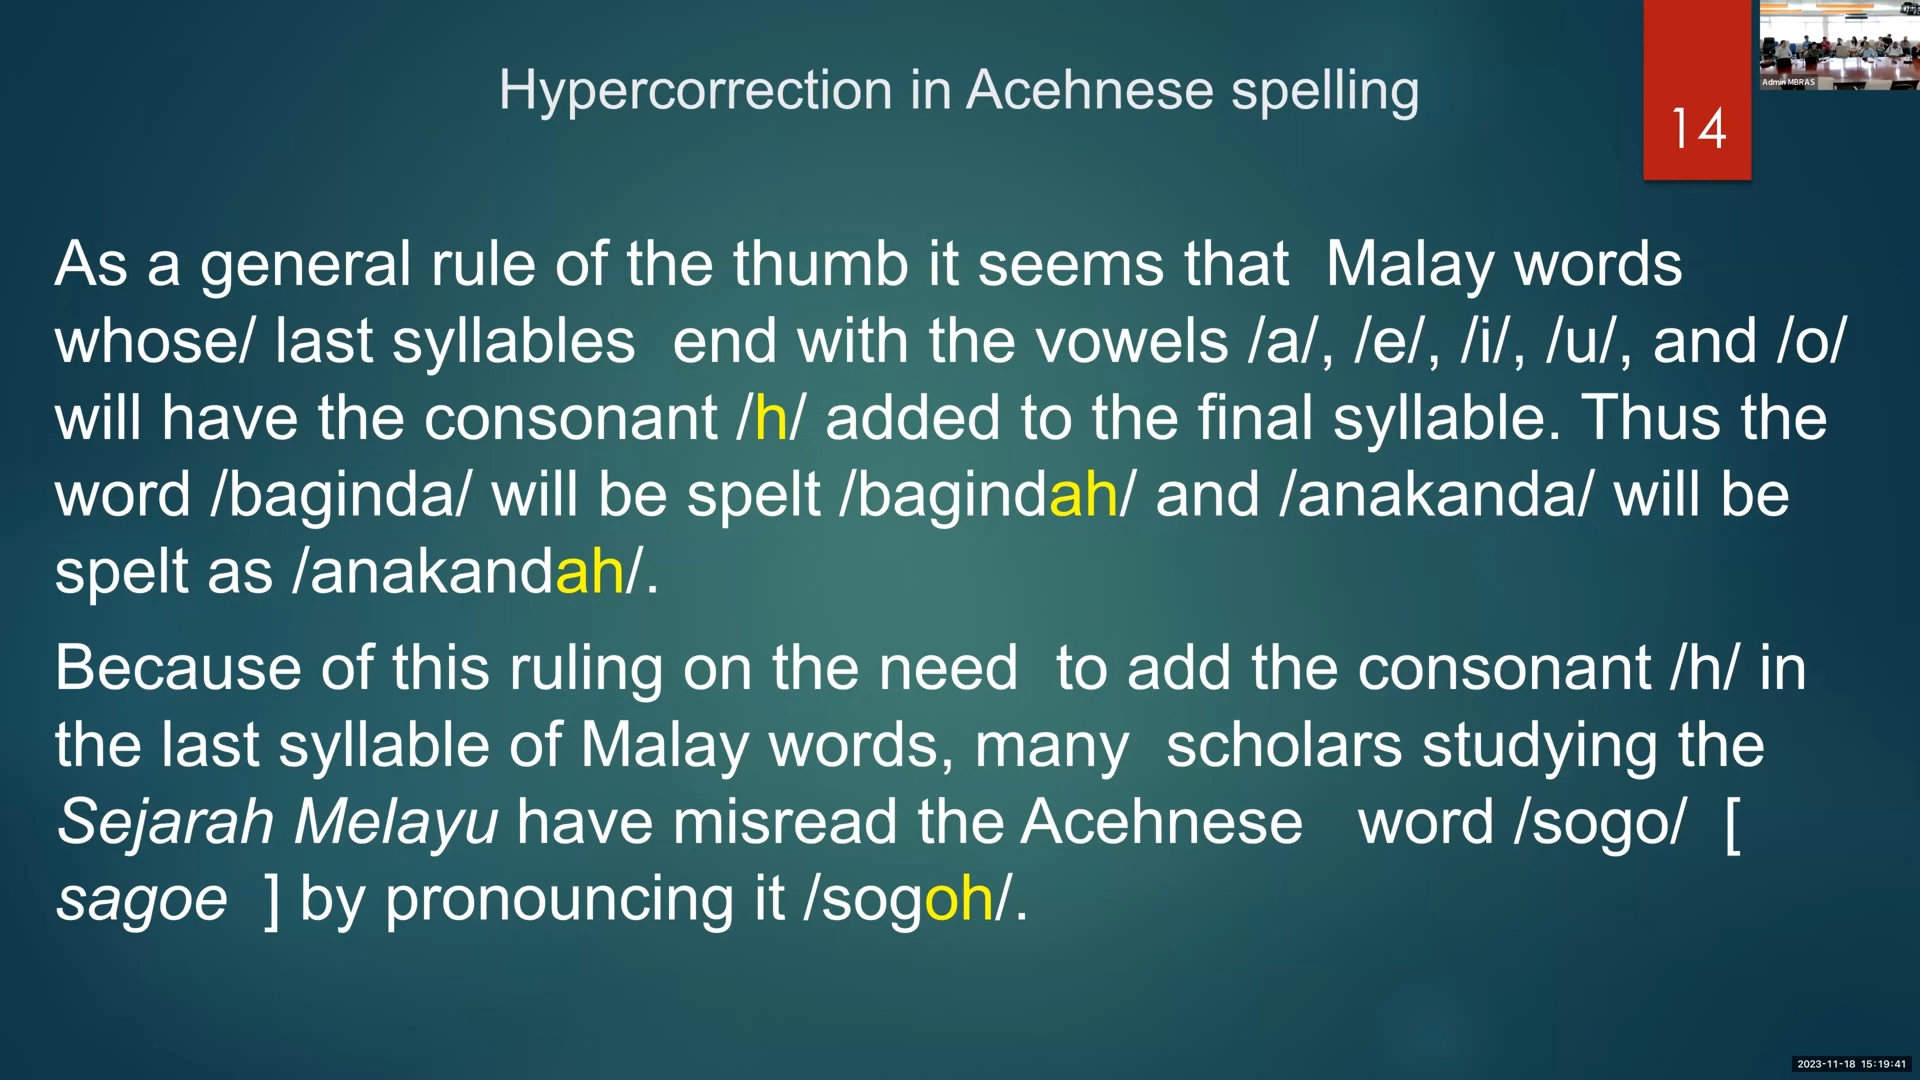 Hypercorrection in Acehnese spelling
14
Admin MBRAS
As a general rule of the thumb it seems that Malay words
whose/ last syllables end with the vowels /a/, /e/, /i/, /u/, and /o/
will have the consonant /h/ added to the final syllable. Thus the
word /baginda/ will be spelt /bagindah/ and /anakanda/ will be
spelt as /anakandah/.
Because of this ruling on the need to add the consonant /h/ in
the last syllable of Malay words, many scholars studying the
Sejarah Melayu have misread the Acehnese word /sogo/ [
sagoe ] by pronouncing it /sogoh/.
2023-11-18 15:19:41